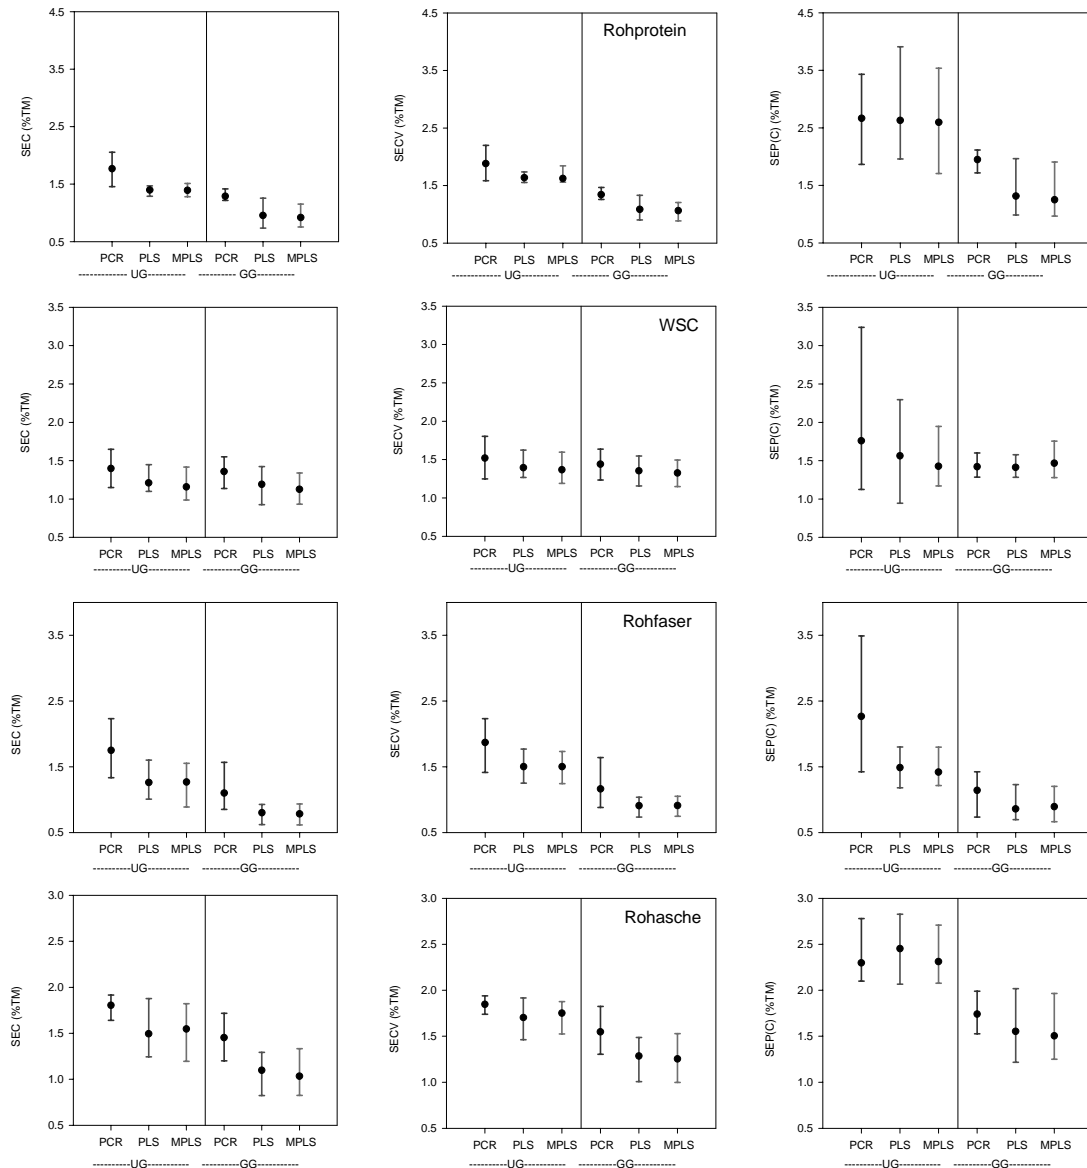 4.5
3.5
2.5
1.5
0.5
SEC (%TM)
PCR PLS MPLS PCR PLS MPLS
------------- UG----------- --------- GG-----------
4.5
3.5
2.5
1.5
0.5
SECV (%TM)
Rohprotein
PCR PLS MPLS PCR PLS MPLS
------------- UG----------- --------- GG-----------
4.5
3.5
2.5
1.5
0.5
SEP(C) (%TM)
PCR PLS MPLS PCR PLS MPLS
------------- UG----------- --------- GG-----------
3.5
3.0
2.5
2.0
1.5
1.0
0.5
SEC (%TM)
PCR PLS MPLS PCR PLS MPLS
----------UG----------- ----------GG-----------
3.5
3.0
2.5
2.0
1.5
1.0
0.5
SECV (%TM)
WSC
PCR PLS MPLS PCR PLS MPLS
----------UG----------- ----------GG-----------
3.5
3.0
2.5
2.0
1.5
1.0
0.5
SEP(C) (%TM)
PCR PLS MPLS PCR PLS MPLS
----------UG----------- ----------GG-----------
3.5
2.5
1.5
0.5
SEC (%TM)
PCR PLS MPLS PCR PLS MPLS
----------UG----------- ----------GG-----------
3.5
2.5
1.5
0.5
SECV (%TM)
Rohfaser
PCR PLS MPLS PCR PLS MPLS
----------UG----------- ----------GG-----------
3.5
2.5
1.5
0.5
SEP(C) (%TM)
PCR PLS MPLS PCR PLS MPLS
----------UG----------- ----------GG-----------
3.0
2.5
2.0
1.5
1.0
0.5
SEC (%TM)
PCR PLS MPLS PCR PLS MPLS
----------UG----------- ----------GG-----------
3.0
2.5
2.0
1.5
1.0
0.5
SECV (%TM)
Rohasche
PCR PLS MPLS PCR PLS MPLS
----------UG----------- ----------GG-----------
3.0
2.5
2.0
1.5
1.0
0.5
SEP(C) (%TM)
PCR PLS MPLS PCR PLS MPLS
----------UG----------- ----------GG-----------